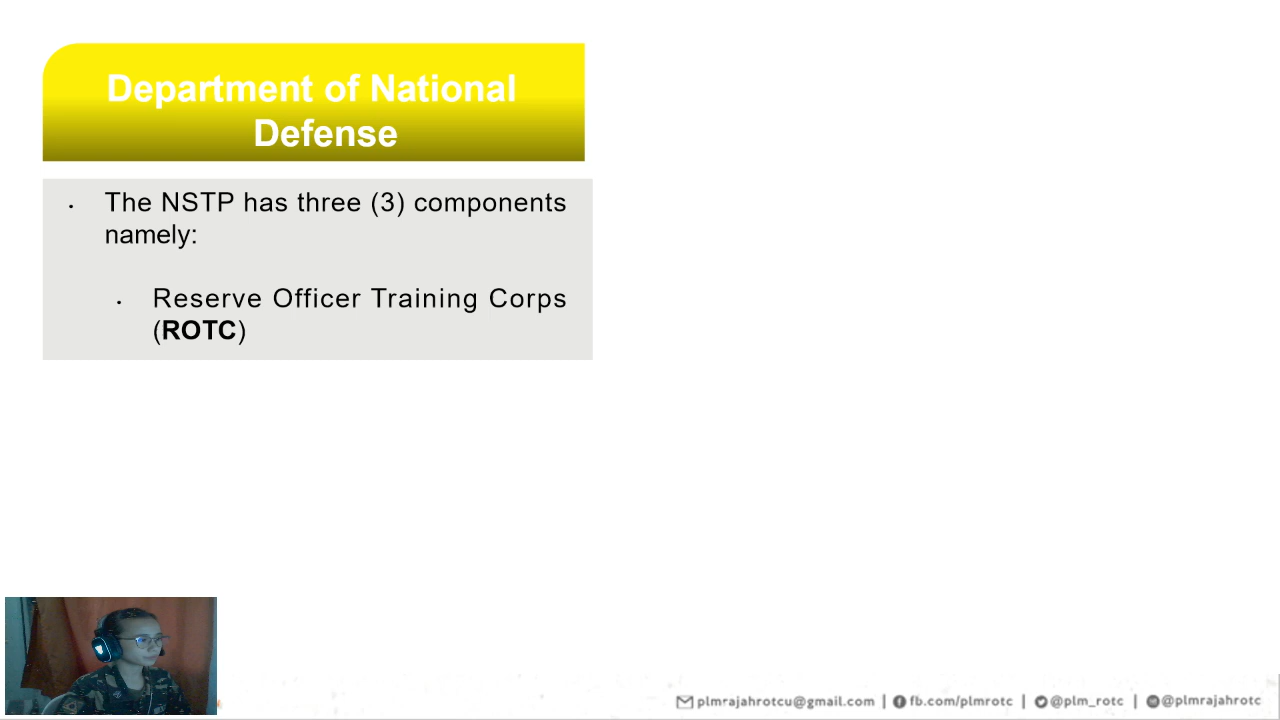 Department of National
Defense
• The NSTP has three (3) components
namely:
• Reserve Officer Training Corps
(ROTC)
plmrajahrotcu@gmail.com | fb.com/plmrotc | @plm_rotc | @plmrajahrotc